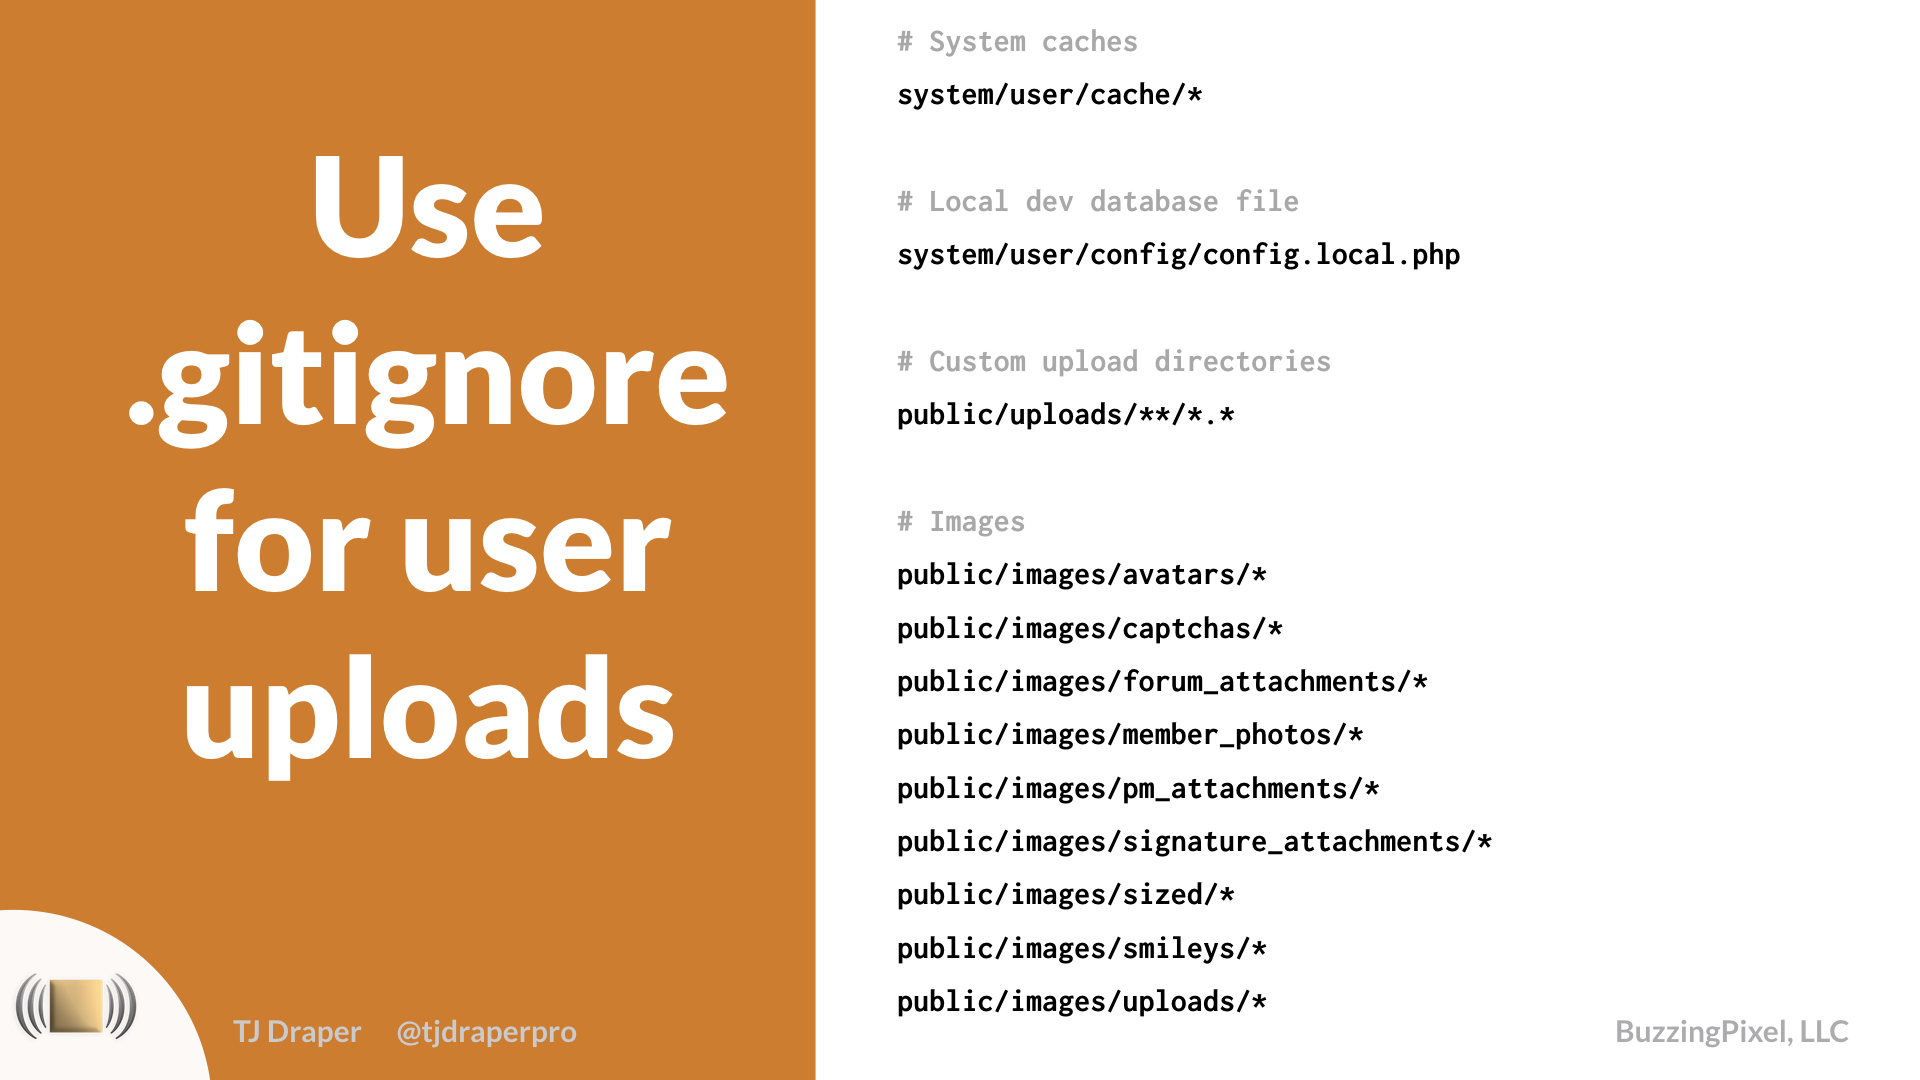 Use
.gitignore
for user
uploads
TJ Draper @tjdraperpro
# System caches
system/user/cache/*
# Local dev database file
system/user/config/config.local.php
# Custom upload directories
public/uploads/**/*.*
# Images
public/images/avatars/*
public/images/captchas/*
public/images/forum_attachments/*
public/images/member_photos/*
public/images/pm_attachments/*
public/images/signature_attachments/*
public/images/sized/*
public/images/smileys/*
public/images/uploads/*
BuzzingPixel, LLC